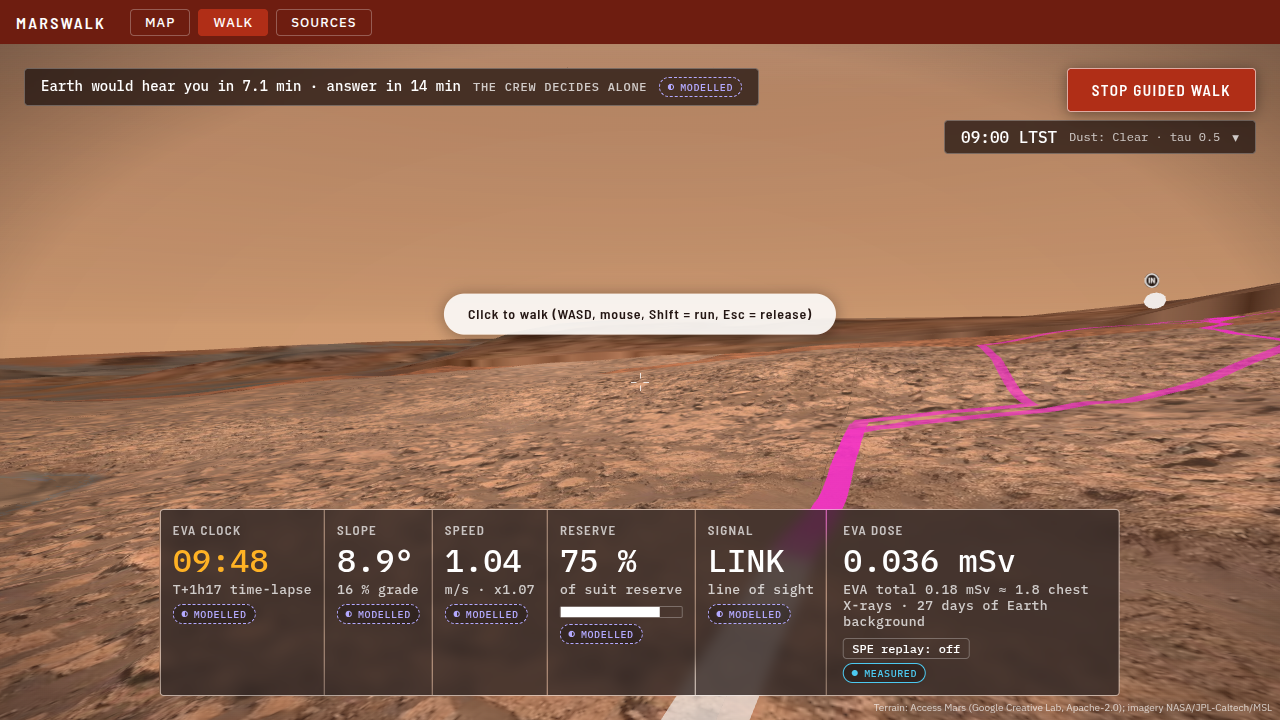 MARSWALK
MAP
WALK
SOURCES
Earth would hear you in 7.1 min · answer in 14 min THE CREW DECIDES ALONE ◐ MODELLED
STOP GUIDED WALK
09:00 LTST Dust: Clear · tau 0.5 ▼
IN
Click to walk (WASD, mouse, Shift = run, Esc = release)
EVA CLOCK
09:48
T+1h17 time-lapse
◐ MODELLED
SLOPE
8.9°
16 % grade
◐ MODELLED
SPEED
1.04
m/s · x1.07
◐ MODELLED
RESERVE
75 %
of suit reserve
◐ MODELLED
SIGNAL
LINK
line of sight
◐ MODELLED
EVA DOSE
0.036 mSv
EVA total 0.18 mSv ≈ 1.8 chest
X-rays · 27 days of Earth
background
SPE replay: off
● MEASURED
Terrain: Access Mars (Google Creative Lab, Apache-2.0); imagery NASA/JPL-Caltech/MSL